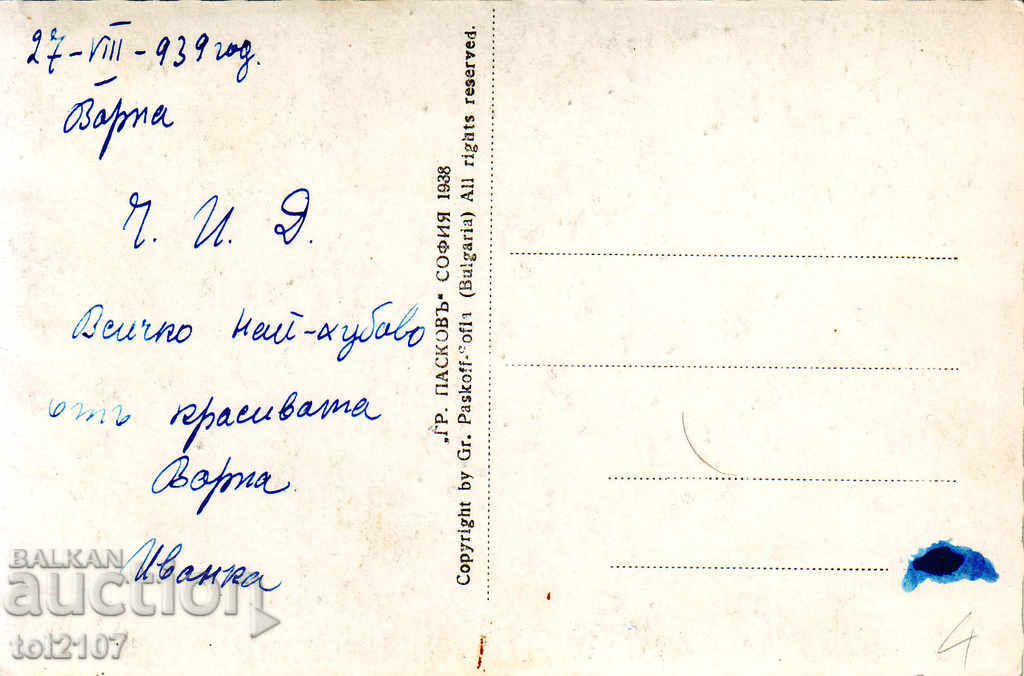 27-VIII-939 год.
Варна
Ч. И. Д.
Всичко най-хубаво
отъ красивата
Варна
Иванка
„ГР. ПАСКОВЪ“ СОФИЯ 1938
Copyright by Gr. Paskoff-Sofia (Bulgaria) All rights reserved.
4
BALKAN
auction
tol2107